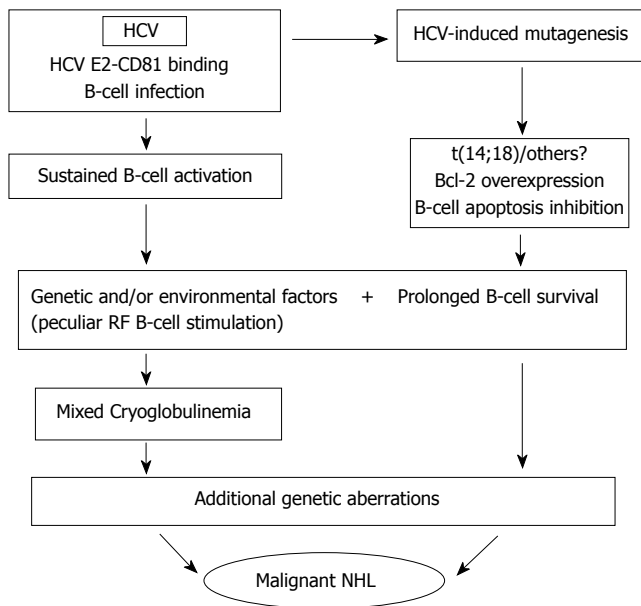 HCV
HCV E2-CD81 binding
B-cell infection
HCV-induced mutagenesis
Sustained B-cell activation
t(14;18)/others?
Bcl-2 overexpression
B-cell apoptosis inhibition
Genetic and/or environmental factors + Prolonged B-cell survival
(peculiar RF B-cell stimulation)
Mixed Cryoglobulinemia
Additional genetic aberrations
Malignant NHL